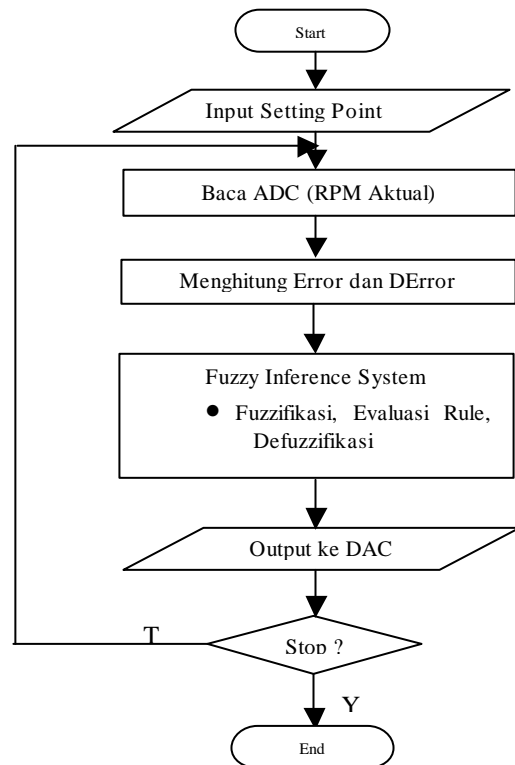 Start
Input Setting Point
Baca ADC (RPM Aktual)
Menghitung Error dan DError
Fuzzy Inference System
● Fuzzifikasi, Evaluasi Rule,
Defuzzifikasi
Output ke DAC
T
Stop ?
Y
End